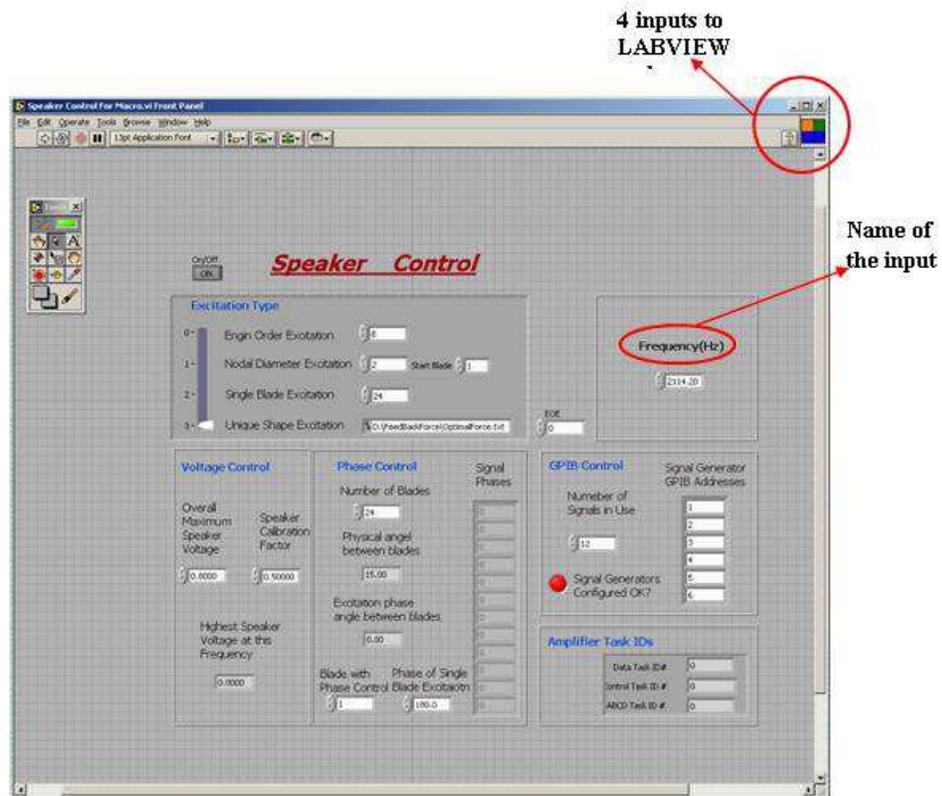 4 inputs to
LABVIEW
Speaker Control For Macro.vi Front Panel
File Edit Operate Tools Browse Window Help
13pt Application Font
Tools
Name of
the input
On/Off
ON
Speaker Control
Excitation Type
0-
Engin Order Excitation
8
1-
Nodal Diameter Excitation
2
Start Blade
1
2-
Single Blade Excitation
24
3-
Unique Shape Excitation
D:\FeedBackForce\OptimalForce.txt
Frequency(Hz)
2114.20
0
Voltage Control
Overall
Maximum
Speaker
Voltage
Speaker
Calibration
Factor
0.8000
0.50000
Highest Speaker
Voltage at this
Frequency
0.0000
Phase Control
Signal
Phases
Number of Blades
24
Physical angel
between blades
15.00
Excitation phase
angle between blades
0.00
Blade with
Phase Control
1
Phase of Single
Blade Excitaotn
180.0
GPIB Control
Signal Generator
GPIB Addresses
Numeber of
Signals in Use
12
1
2
3
4
5
6
Signal Generators
Configured OK?
Amplifier Task IDs
Data Task ID#
0
Control Task ID #
0
ABCD Task ID #
0